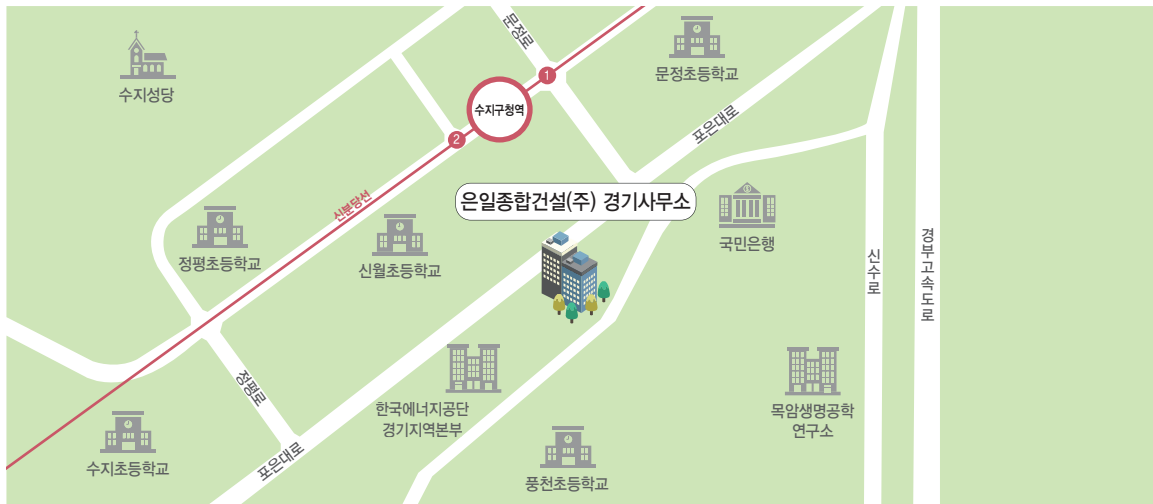 문정로
1
문정초등학교
수지성당
수지구청역
2
포은대로
신분당선
은일종합건설(주) 경기사무소
정평초등학교
신월초등학교
국민은행
신수로
경부고속도로
정평로
한국에너지공단
경기지역본부
목암생명공학
연구소
수지초등학교
포은대로
풍천초등학교